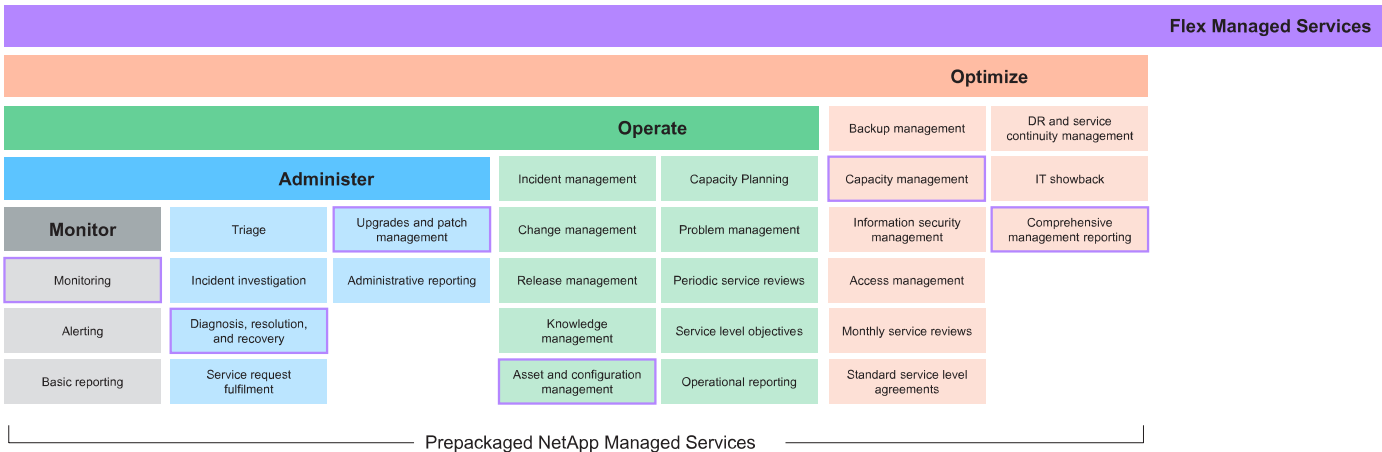 Flex Managed Services
Optimize
Operate
Backup management
DR and service
continuity management
Administer
Incident management
Capacity Planning
Capacity management
IT showback
Monitor
Triage
Upgrades and patch
management
Change management
Problem management
Information security
management
Comprehensive
management reporting
Monitoring
Incident investigation
Administrative reporting
Release management
Periodic service reviews
Access management
Alerting
Diagnosis, resolution,
and recovery
Knowledge
management
Service level objectives
Monthly service reviews
Basic reporting
Service request
fulfilment
Asset and configuration
management
Operational reporting
Standard service level
agreements
Prepackaged NetApp Managed Services